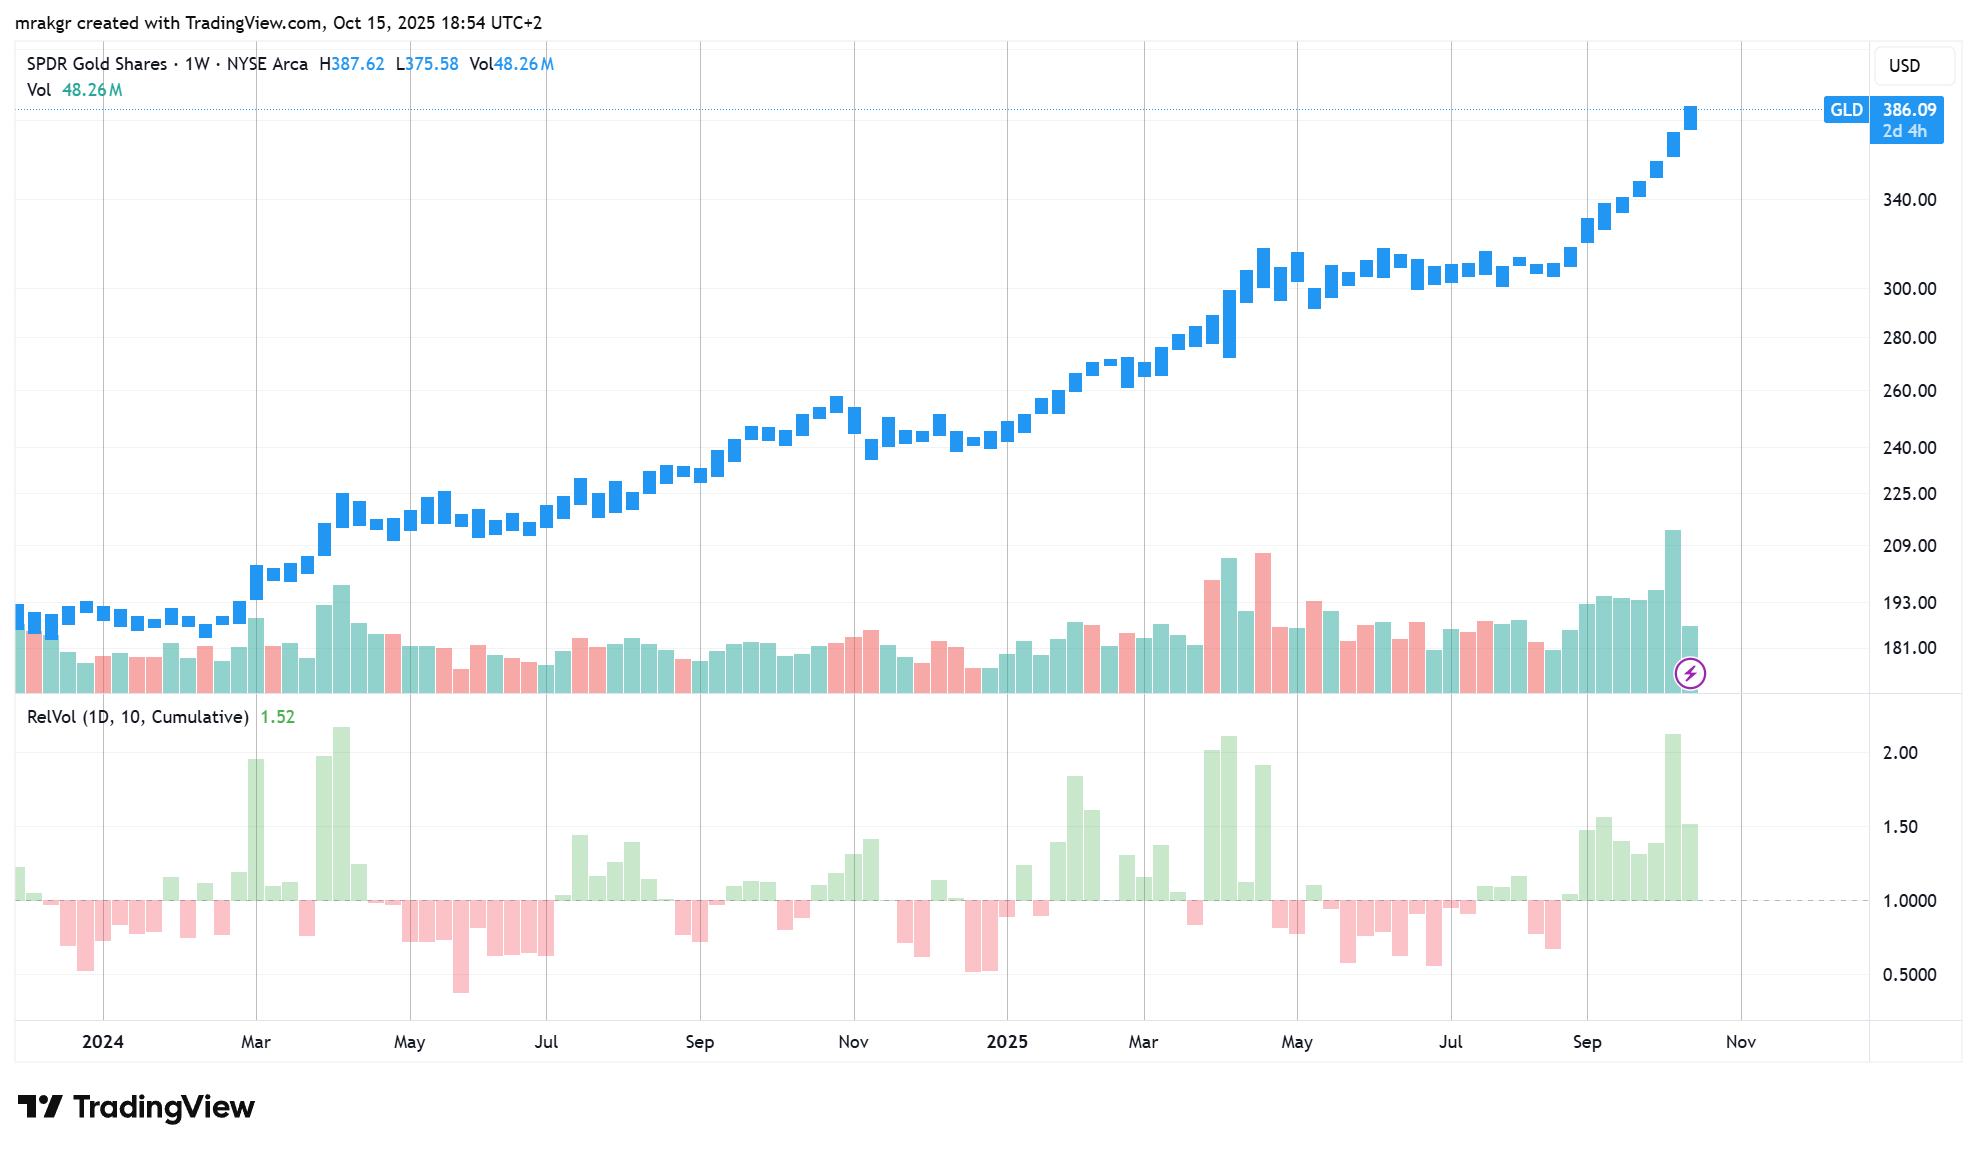 mrakgr created with TradingView.com, Oct 15, 2025 18:54 UTC+2
SPDR Gold Shares · 1W · NYSE Arca H387.62 L375.58 Vol48.26M
Vol 48.26M
USD
GLD 386.09
2d 4h
340.00
300.00
280.00
260.00
240.00
225.00
209.00
193.00
181.00
RelVol (1D, 10, Cumulative) 1.52
2.00
1.50
1.0000
0.5000
2024 Mar May Jul Sep Nov 2025 Mar May Jul Sep Nov
TradingView